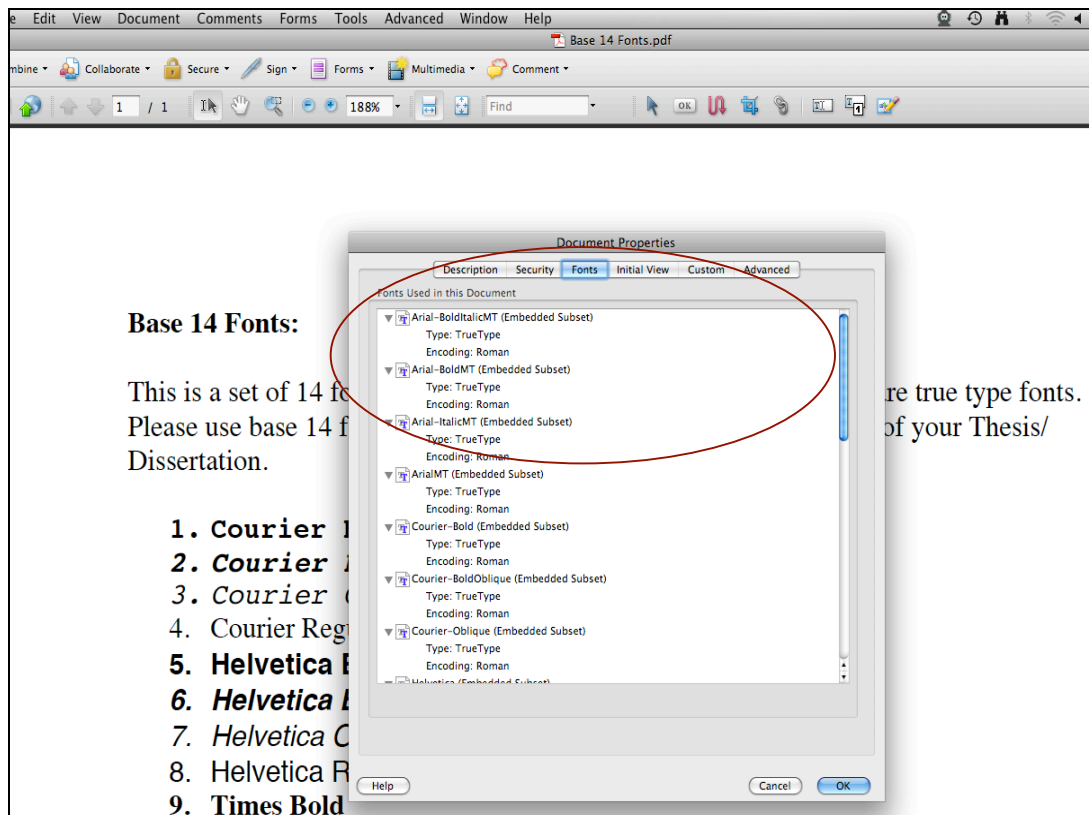 Edit View Document Comments Forms Tools Advanced Window Help
Base 14 Fonts.pdf
Collaborate Secure Sign Forms Multimedia Comment
1 / 1 188% Find OK
Document Properties
Description Security Fonts Initial View Custom Advanced
Fonts Used in this Document
Arial-BoldItalicMT (Embedded Subset)
Type: TrueType
Encoding: Roman
Arial-BoldMT (Embedded Subset)
Type: TrueType
Encoding: Roman
Arial-ItalicMT (Embedded Subset)
Type: TrueType
Encoding: Roman
ArialMT (Embedded Subset)
Type: TrueType
Encoding: Roman
Courier-Bold (Embedded Subset)
Type: TrueType
Encoding: Roman
Courier-BoldOblique (Embedded Subset)
Type: TrueType
Encoding: Roman
Courier-Oblique (Embedded Subset)
Type: TrueType
Encoding: Roman
Helvetica (Embedded Subset)
Help Cancel OK
Base 14 Fonts:
This is a set of 14 re true type fonts.
Please use base 14 of your Thesis/
Dissertation.
1. Courier
2. Courier
3. Courier
4. Courier
5. Helvetica
6. Helvetica
7. Helvetica
8. Helvetica
9. Times Bold